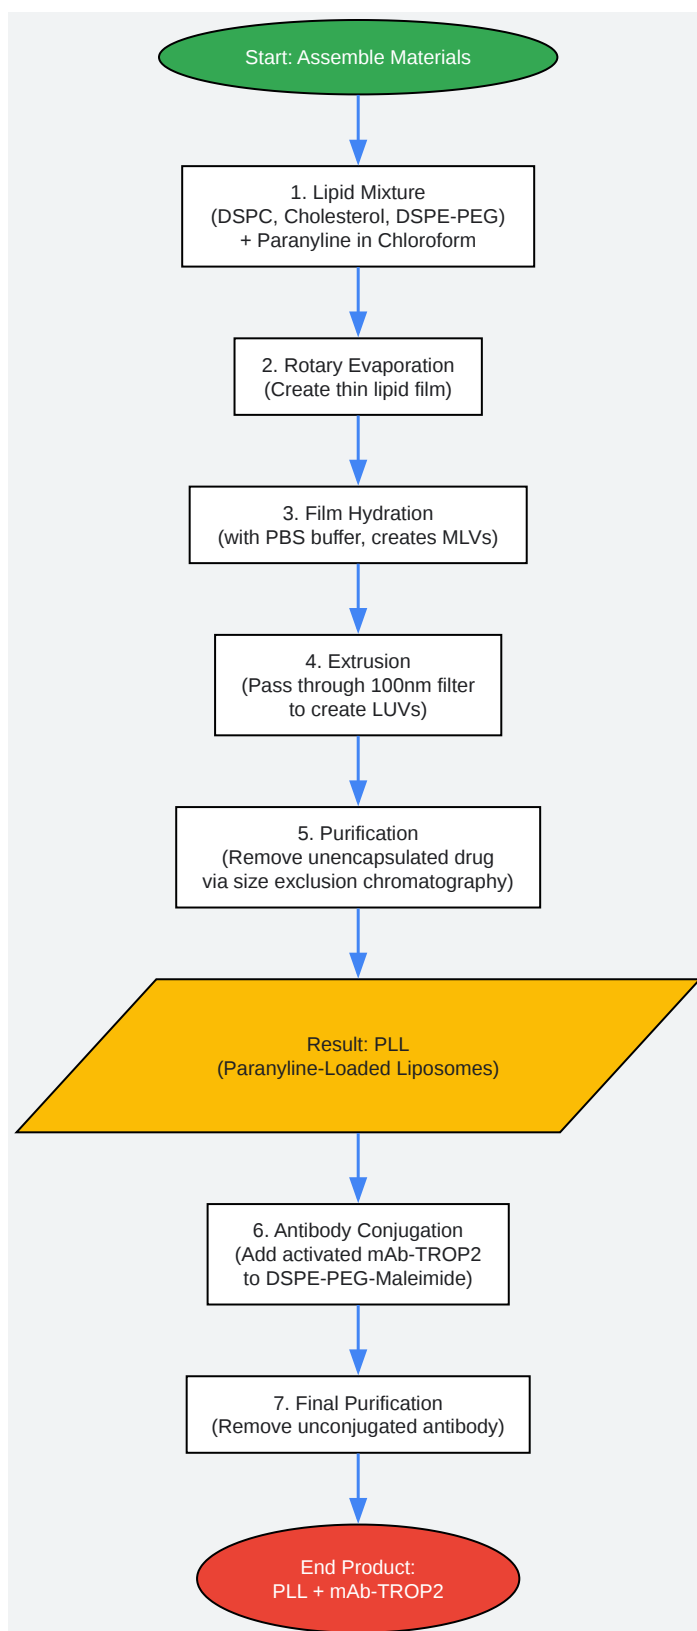 Start: Assemble Materials
1. Lipid Mixture
(DSPC, Cholesterol, DSPE-PEG)
+ Paranyline in Chloroform
2. Rotary Evaporation
(Create thin lipid film)
3. Film Hydration
(with PBS buffer, creates MLVs)
4. Extrusion
(Pass through 100nm filter
to create LUVs)
5. Purification
(Remove unencapsulated drug
via size exclusion chromatography)
Result: PLL
(Paranyline-Loaded Liposomes)
6. Antibody Conjugation
(Add activated mAb-TROP2
to DSPE-PEG-Maleimide)
7. Final Purification
(Remove unconjugated antibody)
End Product:
PLL + mAb-TROP2